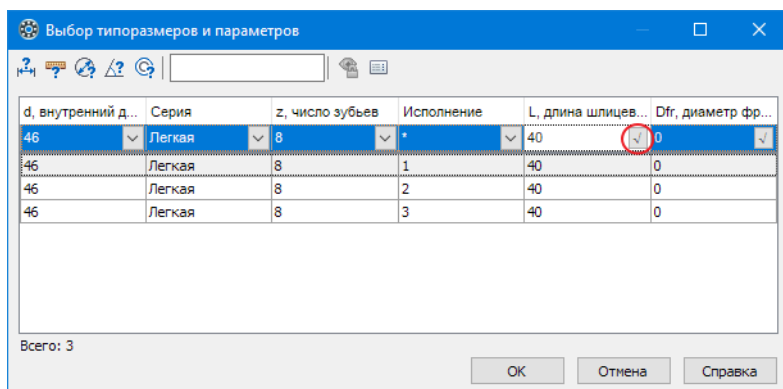 Выбор типоразмеров и параметров
d, внутренний д... Серия z, число зубьев Исполнение L, длина шлицев... Dfr, диаметр фр...
46 Легкая 8 * 40 √ 0 √
46 Легкая 8 1 40 0
46 Легкая 8 2 40 0
46 Легкая 8 3 40 0
Всего: 3
OK Отмена Справка